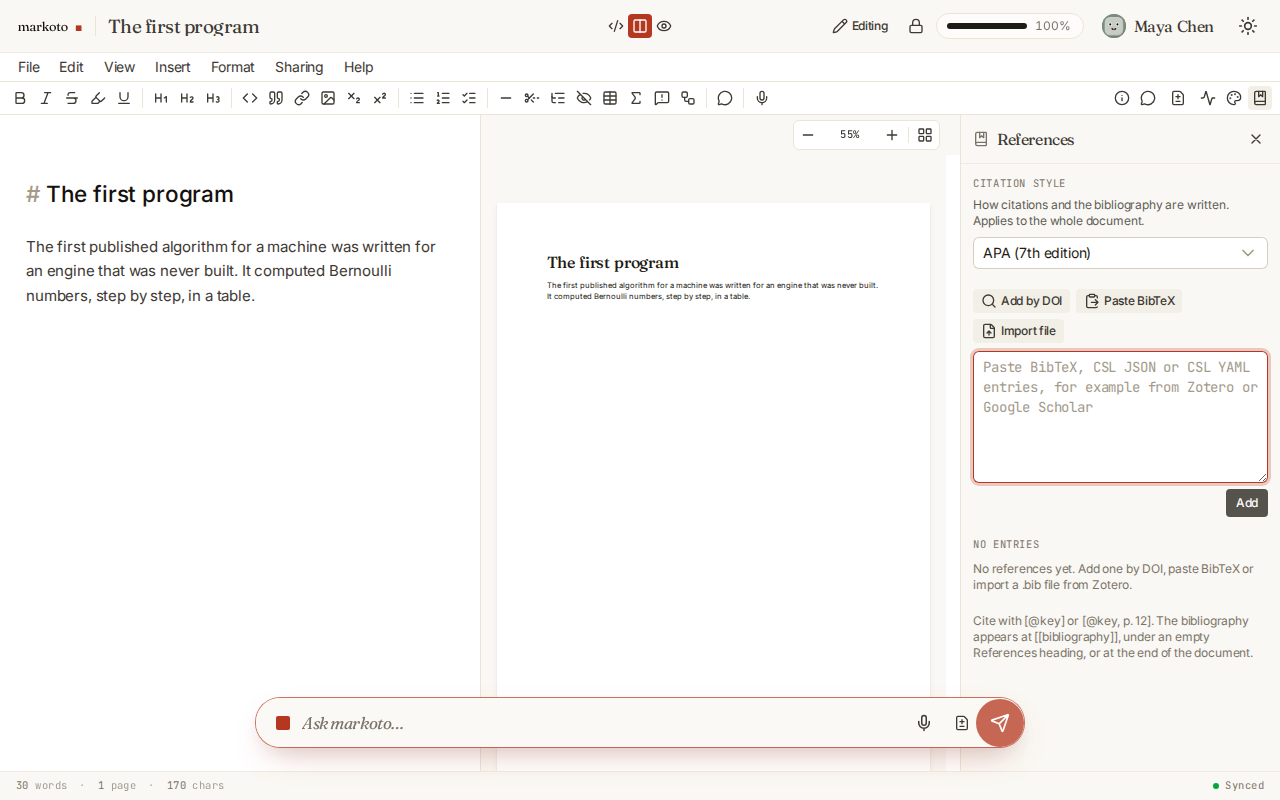 markoto
The first program
Editing
100%
Maya Chen
File Edit View Insert Format Sharing Help
H1 H2 H3
55%
# The first program
The first published algorithm for a machine was written for
an engine that was never built. It computed Bernoulli
numbers, step by step, in a table.
The first program
The first published algorithm for a machine was written for an engine that was never built.
It computed Bernoulli numbers, step by step, in a table.
References
CITATION STYLE
How citations and the bibliography are written.
Applies to the whole document.
APA (7th edition)
Add by DOI
Paste BibTeX
Import file
Paste BibTeX, CSL JSON or CSL YAML
entries, for example from Zotero or
Google Scholar
Add
NO ENTRIES
No references yet. Add one by DOI, paste BibTeX or
import a .bib file from Zotero.
Cite with [@key] or [@key, p. 12]. The bibliography
appears at [[bibliography]], under an empty
References heading, or at the end of the document.
Ask markoto...
30 words · 1 page · 170 chars
Synced